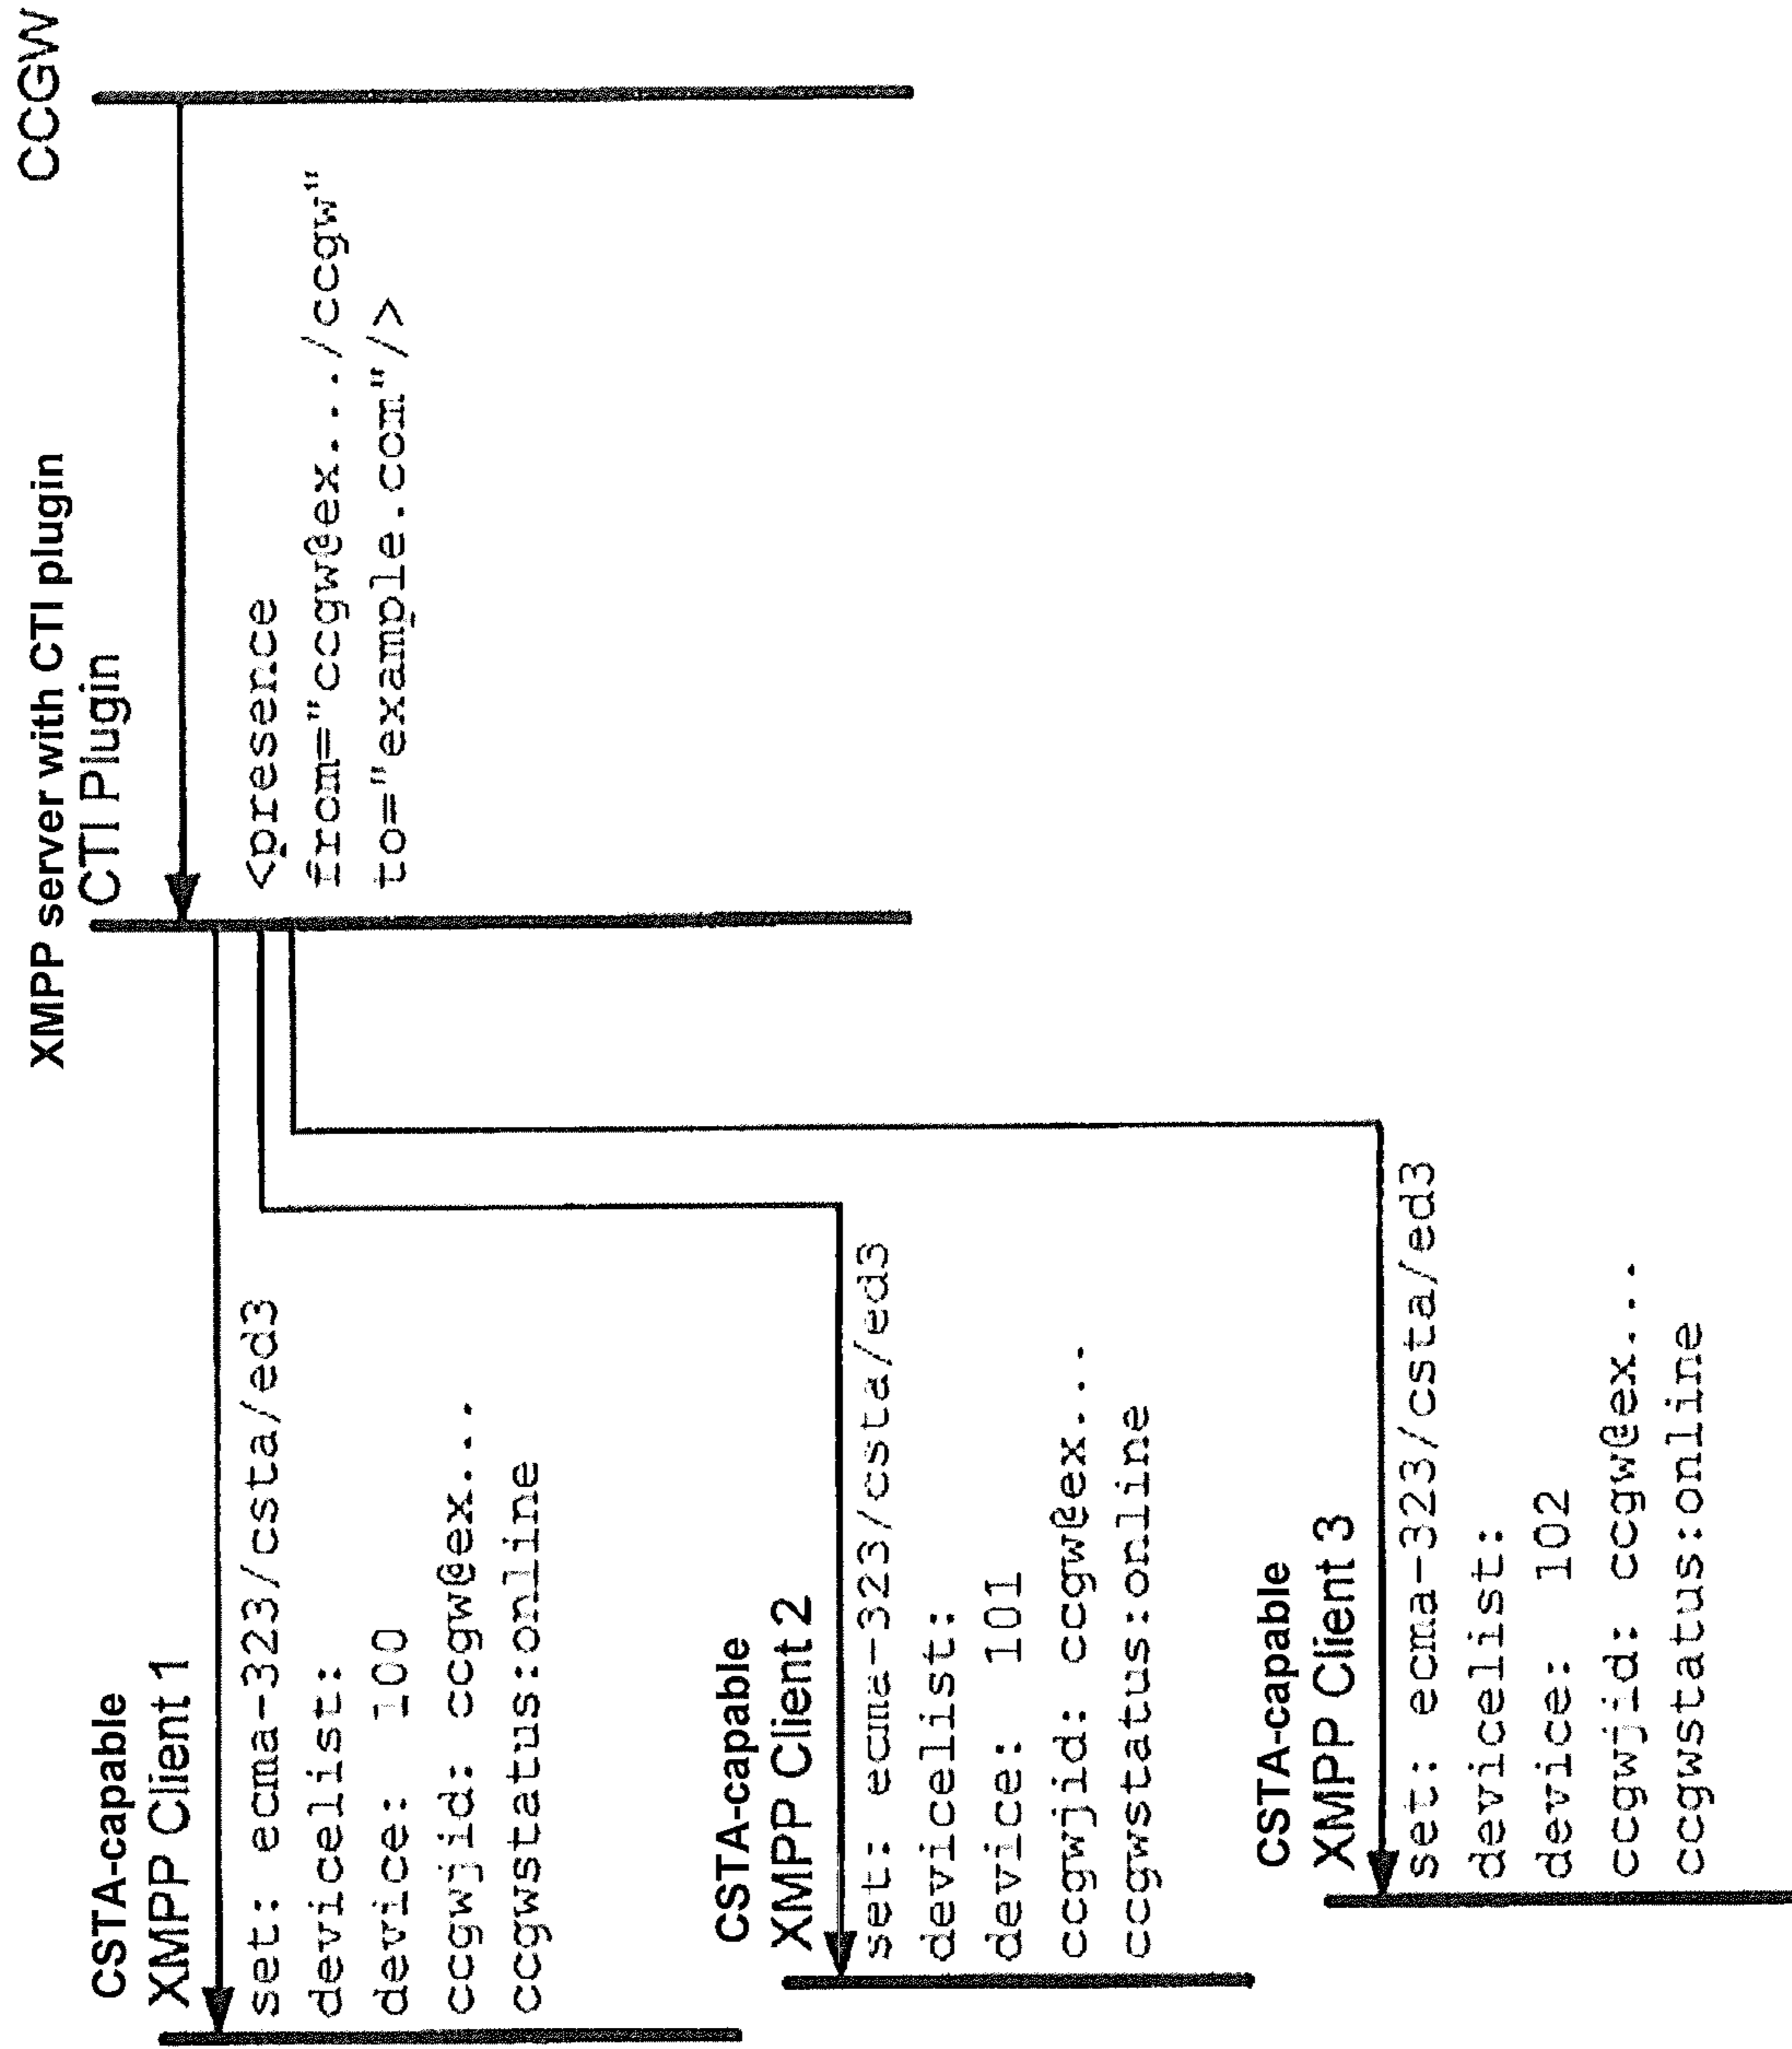 CCGW
XMPP server with CTI plugin
CTI Plugin
<presence
from="ccgw@ex.../ccgw"
to="example.com"/>
CSTA-capable
XMPP Client 1
set: ecma-323/csta/ed3
devicelist:
device: 100
ccgwjid: ccgw@ex...
ccgwstatus:online
CSTA-capable
XMPP Client 2
set: ecma-323/csta/ed3
devicelist:
device: 101
ccgwjid: ccgw@ex...
ccgwstatus:online
CSTA-capable
XMPP Client 3
set: ecma-323/csta/ed3
devicelist:
device: 102
ccgwjid: ccgw@ex...
ccgwstatus:online